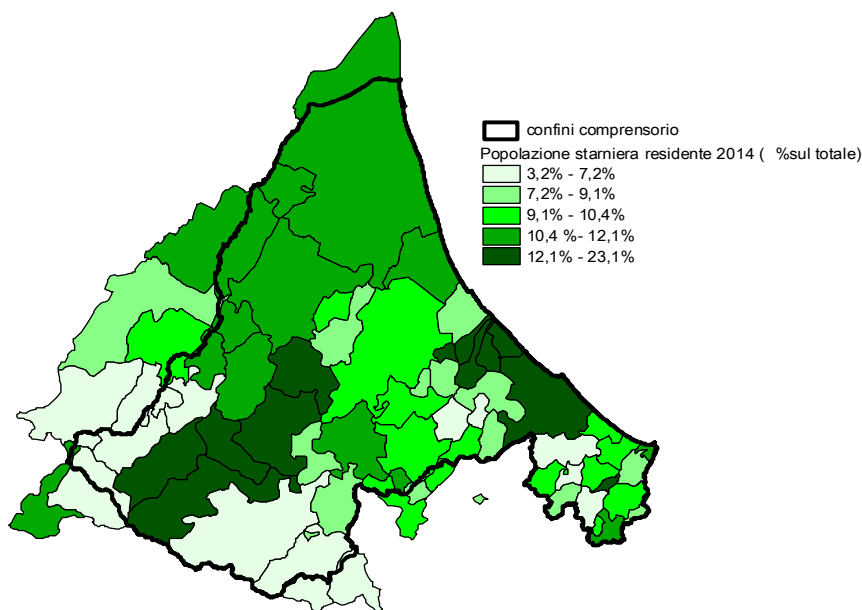 confini comprensorio
Popolazione starniera residente 2014 ( %sul totale)
3,2% - 7,2%
7,2% - 9,1%
9,1% - 10,4%
10,4 %- 12,1%
12,1% - 23,1%